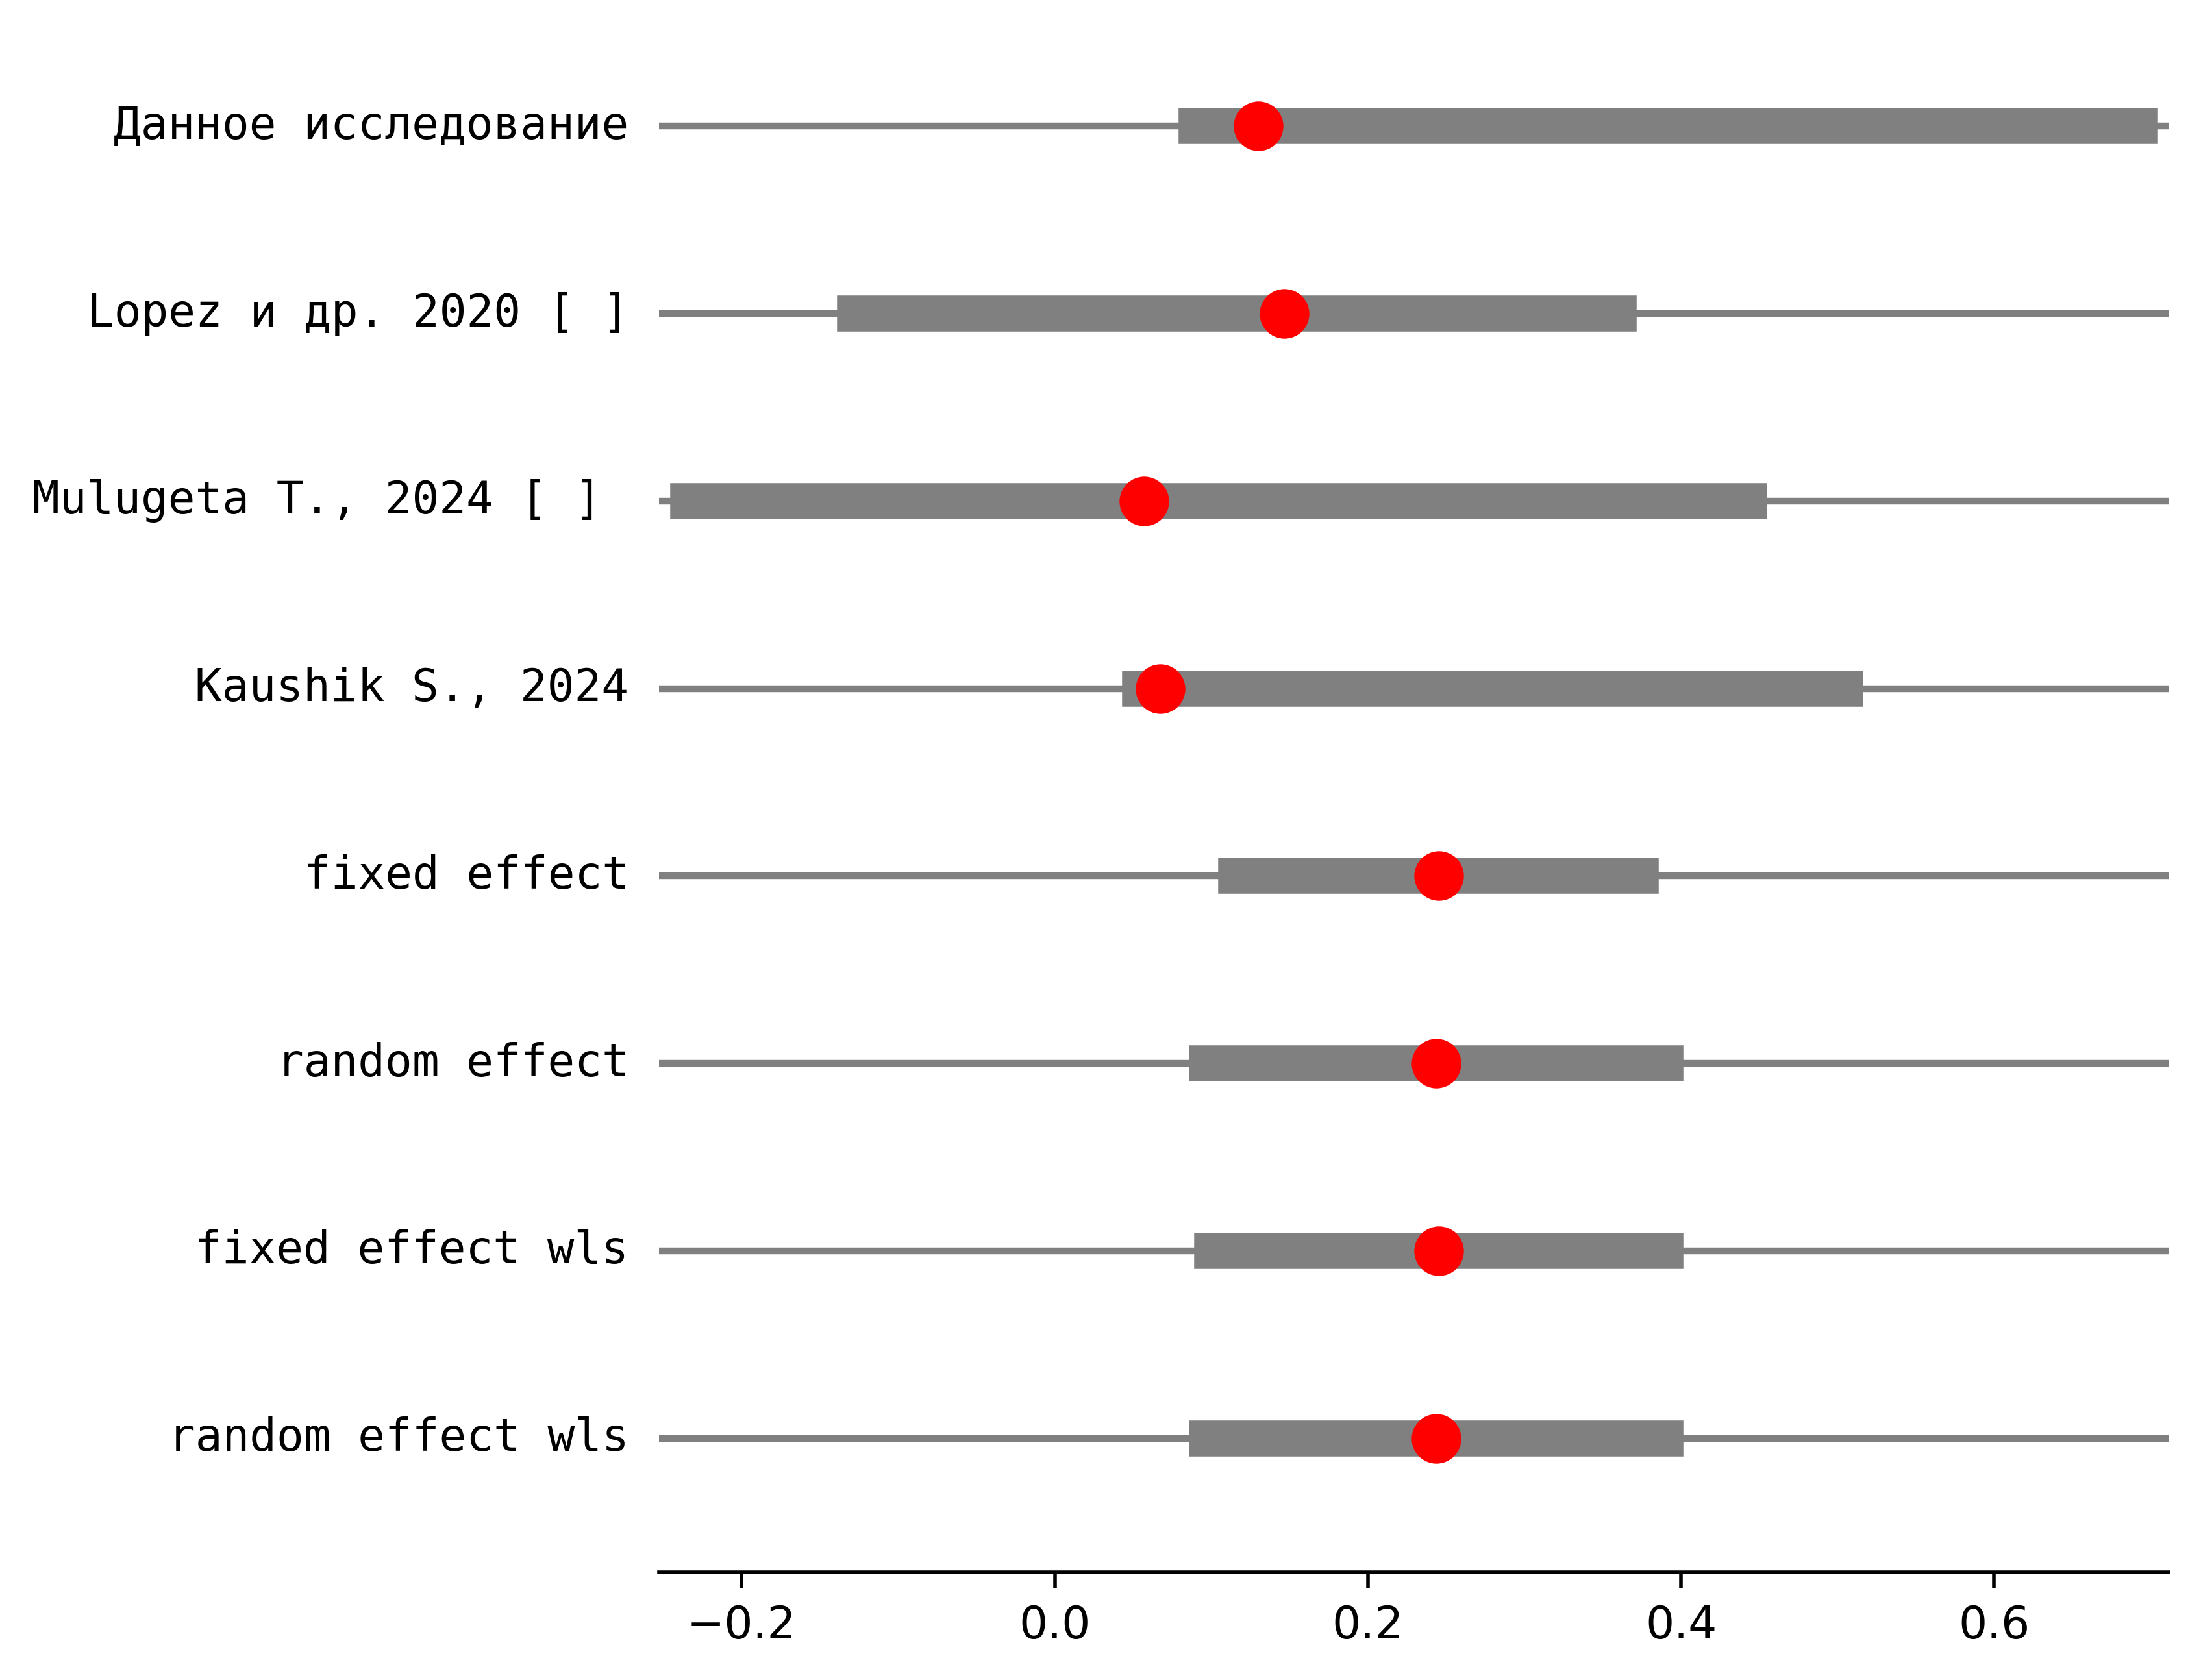 Данное исследование
Lopez и др. 2020 [ ]
Mulugeta T., 2024 [ ]
Kaushik S., 2024
fixed effect
random effect
fixed effect wls
random effect wls
−0.2 0.0 0.2 0.4 0.6